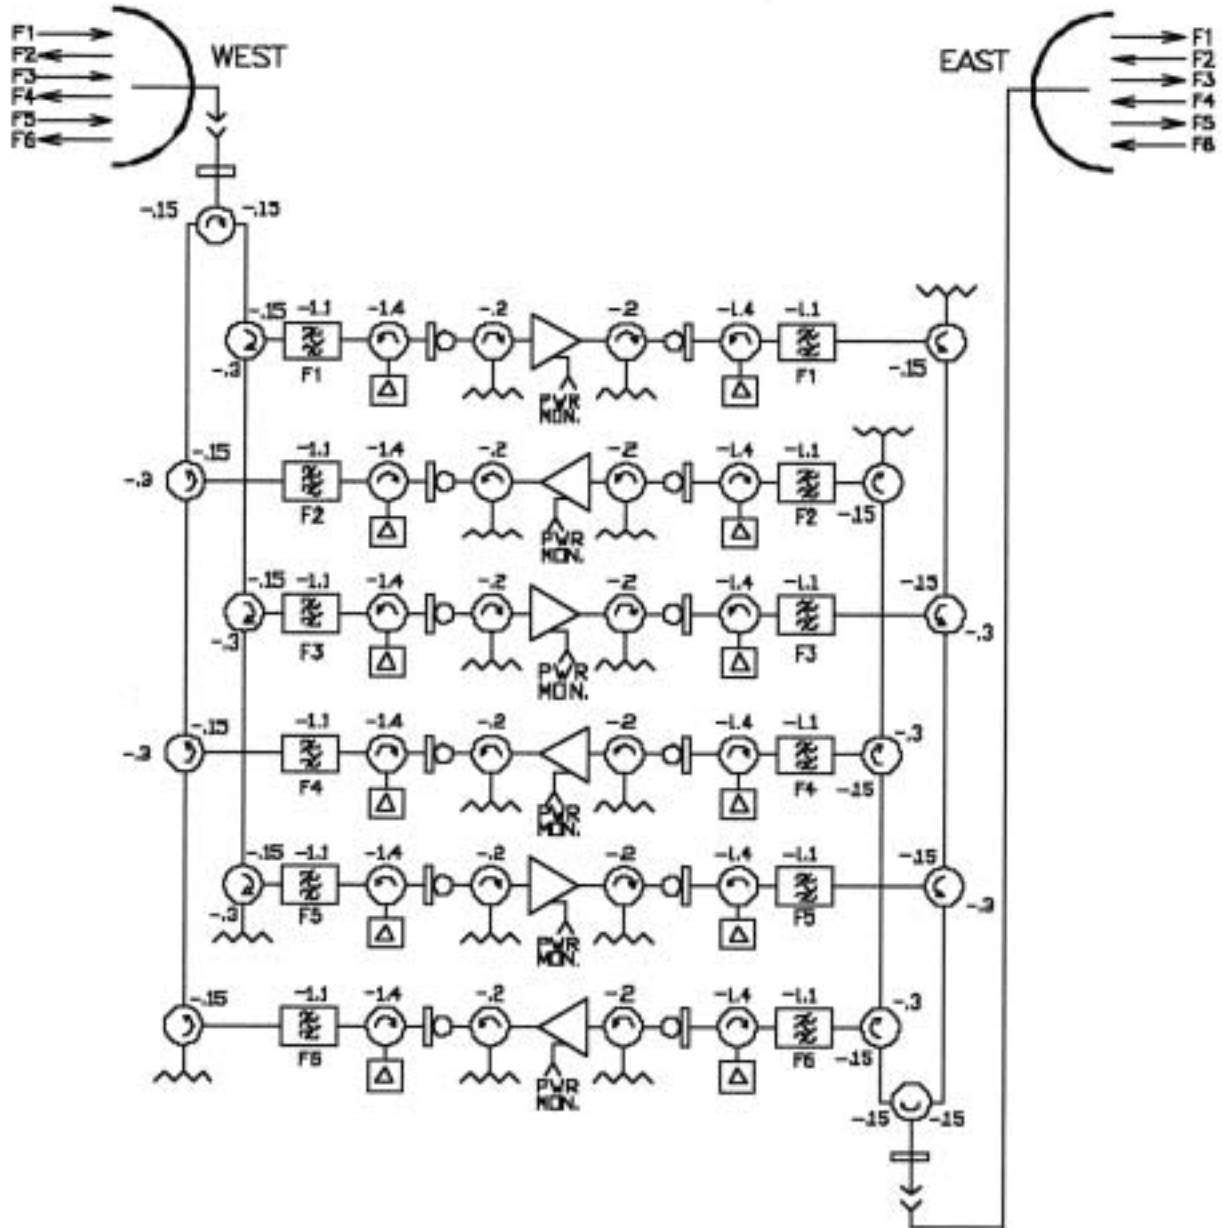 F1
F2
F3
F4
F5
F6
WEST
EAST
F1
F2
F3
F4
F5
F6
-.15 -.15
-.15 -1.1 -1.4 -.2 -.2 -1.4 -1.1
-.3 F1 PWR MON. F1 -.15
-.15 -1.1 -1.4 -.2 -.2 -1.4 -1.1
-.3
F2 PWR MON. F2 -.15
-.15 -1.1 -1.4 -.2 -.2 -1.4 -1.1 -.15
-.3 F3 PWR MON. F3 -.3
-.15 -1.1 -1.4 -.2 -.2 -1.4 -1.1 -.3
-.3 F4 PWR MON. F4 -.15
-.15 -1.1 -1.4 -.2 -.2 -1.4 -1.1 -.15
-.3 F5 PWR MON. F5 -.3
-.15 -1.1 -1.4 -.2 -.2 -1.4 -1.1 -.3
F6 PWR MON. F6 -.15
-.15 -.15